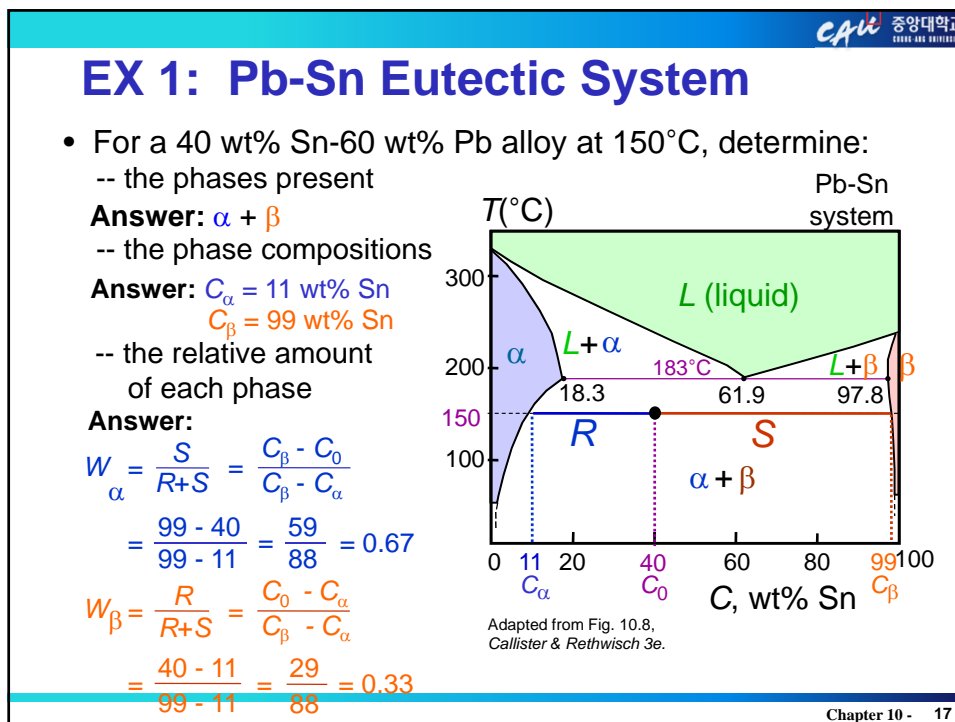 CAU 중앙대학교
EX 1: Pb-Sn Eutectic System
• For a 40 wt% Sn-60 wt% Pb alloy at 150°C, determine:
-- the phases present
Answer: α + β
-- the phase compositions
Answer: Cα = 11 wt% Sn
Cβ = 99 wt% Sn
-- the relative amount
of each phase
Answer:
Wα = S / R+S = Cβ - C0 / Cβ - Cα
= 99 - 40 / 99 - 11 = 59 / 88 = 0.67
Wβ = R / R+S = C0 - Cα / Cβ - Cα
= 40 - 11 / 99 - 11 = 29 / 88 = 0.33
Pb-Sn
system
T(°C)
300
L (liquid)
L+α
α
200
183°C
L+β
β
18.3
61.9
97.8
150
R
S
100
α + β
0 11 20 40 60 80 99 100
Cα C0 Cβ
C, wt% Sn
Adapted from Fig. 10.8,
Callister & Rethwisch 3e.
Chapter 10 - 17